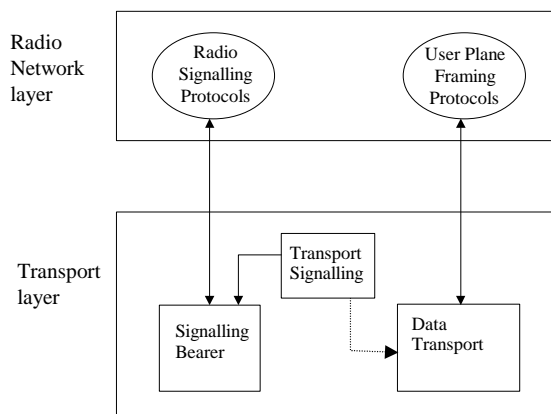 Radio
Network
layer
Radio
Signalling
Protocols
User Plane
Framing
Protocols
Transport
layer
Transport
Signalling
Signalling
Bearer
Data
Transport